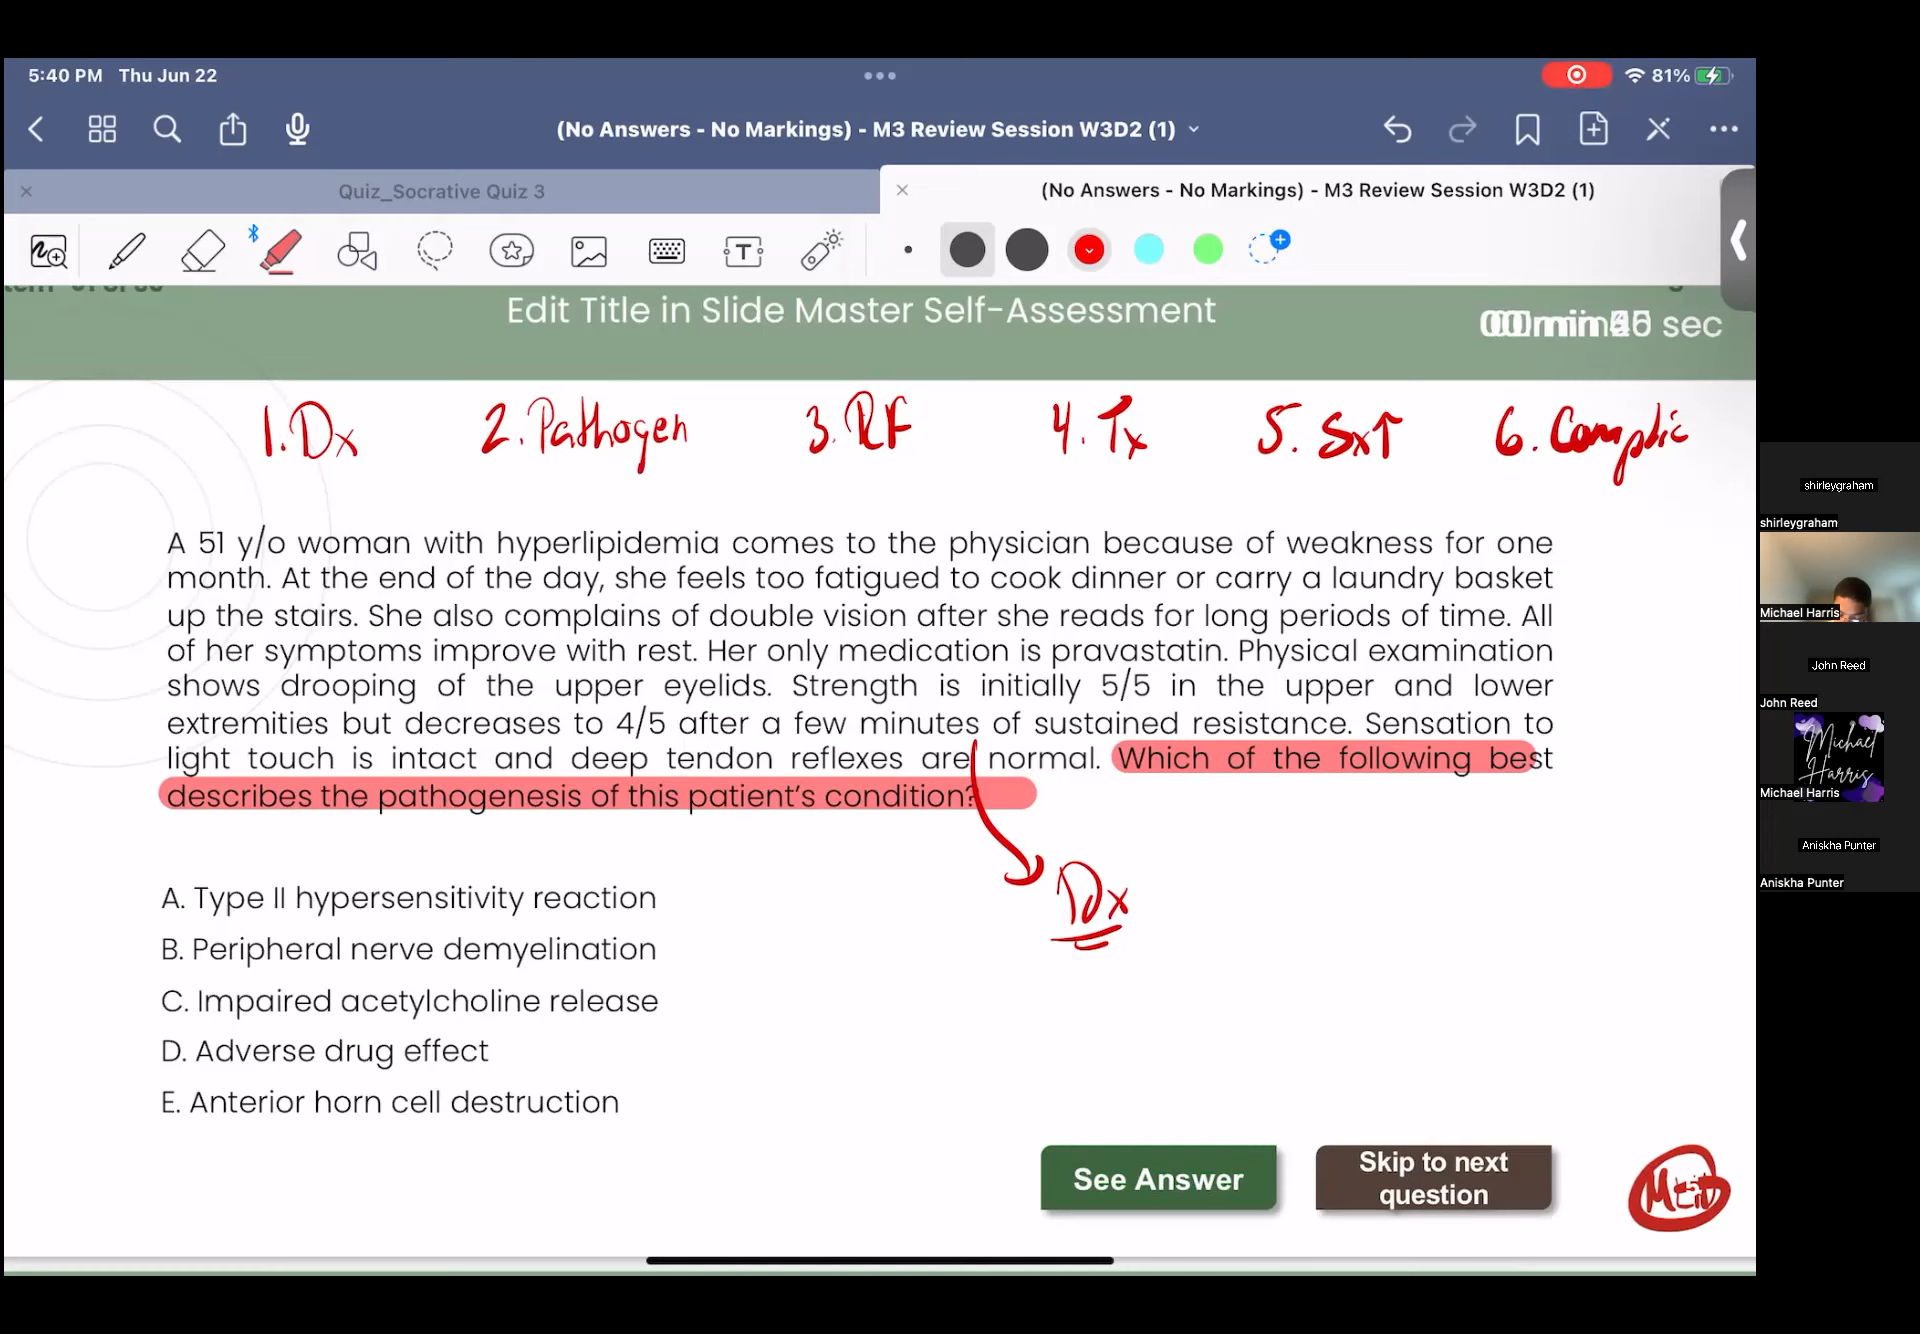 5:40 PM Thu Jun 22
81%
(No Answers - No Markings) - M3 Review Session W3D2 (1)
Quiz_Socrative Quiz 3
(No Answers - No Markings) - M3 Review Session W3D2 (1)
T
Edit Title in Slide Master Self-Assessment
sec
1. Dx 2. Pathogen 3. RF 4. Tx 5. Sx↑ 6. Complic
A 51 y/o woman with hyperlipidemia comes to the physician because of weakness for one
month. At the end of the day, she feels too fatigued to cook dinner or carry a laundry basket
up the stairs. She also complains of double vision after she reads for long periods of time. All
of her symptoms improve with rest. Her only medication is pravastatin. Physical examination
shows drooping of the upper eyelids. Strength is initially 5/5 in the upper and lower
extremities but decreases to 4/5 after a few minutes of sustained resistance. Sensation to
light touch is intact and deep tendon reflexes are normal. Which of the following best
describes the pathogenesis of this patient's condition?
Dx
A. Type II hypersensitivity reaction
B. Peripheral nerve demyelination
C. Impaired acetylcholine release
D. Adverse drug effect
E. Anterior horn cell destruction
See Answer
Skip to next
question
shirleygraham
shirleygraham
Michael Harris
John Reed
John Reed
Michael
Harris
Michael Harris
Aniskha Punter
Aniskha Punter